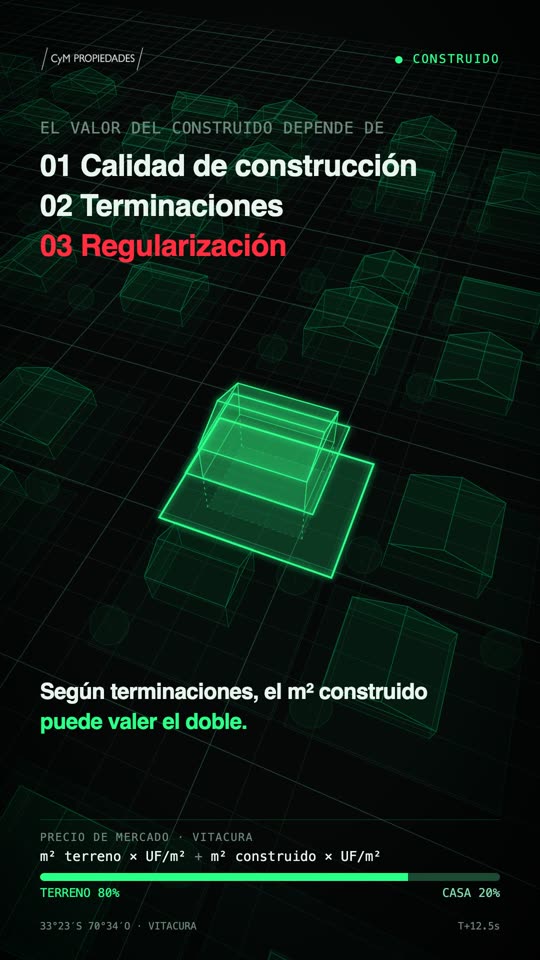 CyM PROPIEDADES
CONSTRUIDO
EL VALOR DEL CONSTRUIDO DEPENDE DE
01 Calidad de construcción
02 Terminaciones
03 Regularización
Según terminaciones, el m² construido
puede valer el doble.
PRECIO DE MERCADO · VITACURA
m² terreno × UF/m² + m² construido × UF/m²
TERRENO 80%
CASA 20%
33°23′S 70°34′O · VITACURA
T+12.5s